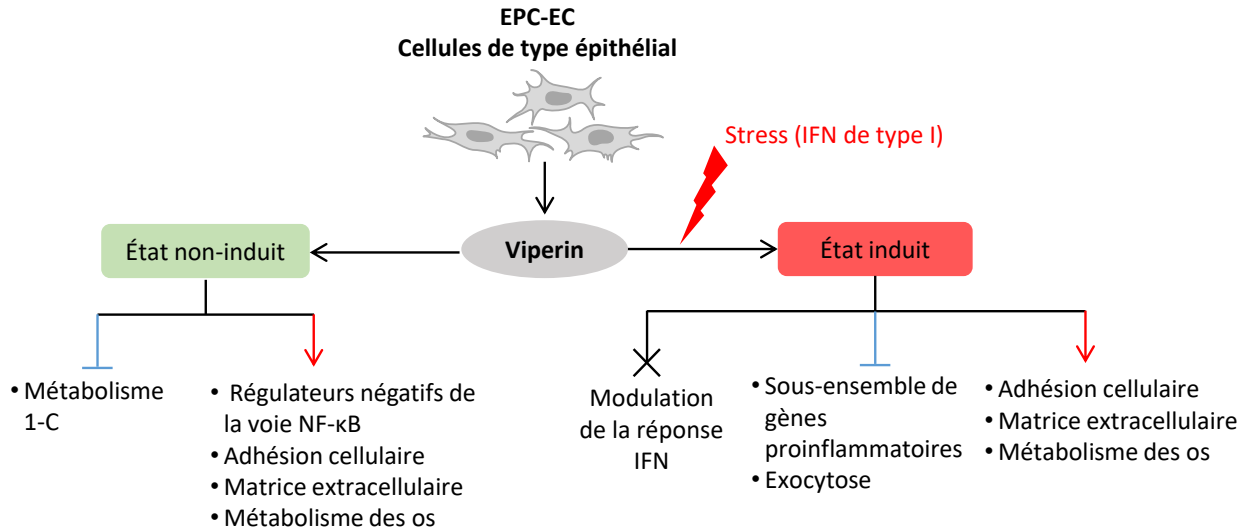 EPC-EC
Cellules de type épithélial
Stress (IFN de type I)
État non-induit
Viperin
État induit
• Métabolisme
1-C
• Régulateurs négatifs de
la voie NF-κB
• Adhésion cellulaire
• Matrice extracellulaire
• Métabolisme des os
Modulation
de la réponse
IFN
• Sous-ensemble de
gènes
proinflammatoires
• Exocytose
• Adhésion cellulaire
• Matrice extracellulaire
• Métabolisme des os